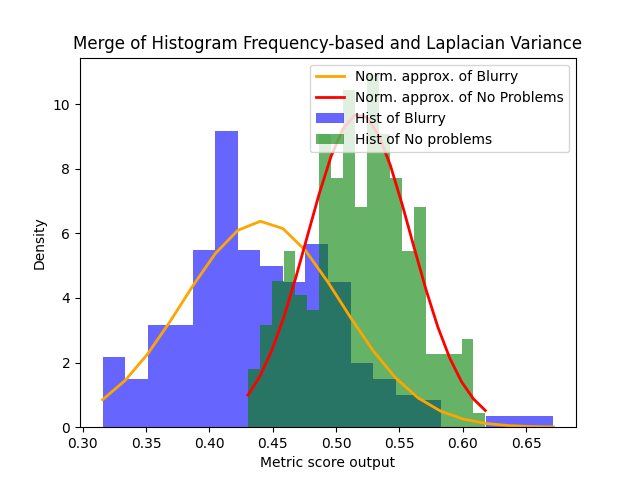 Merge of Histogram Frequency-based and Laplacian Variance
Norm. approx. of Blurry
Norm. approx. of No Problems
Hist of Blurry
Hist of No problems
Density
10
8
6
4
2
0
0.30 0.35 0.40 0.45 0.50 0.55 0.60 0.65
Metric score output